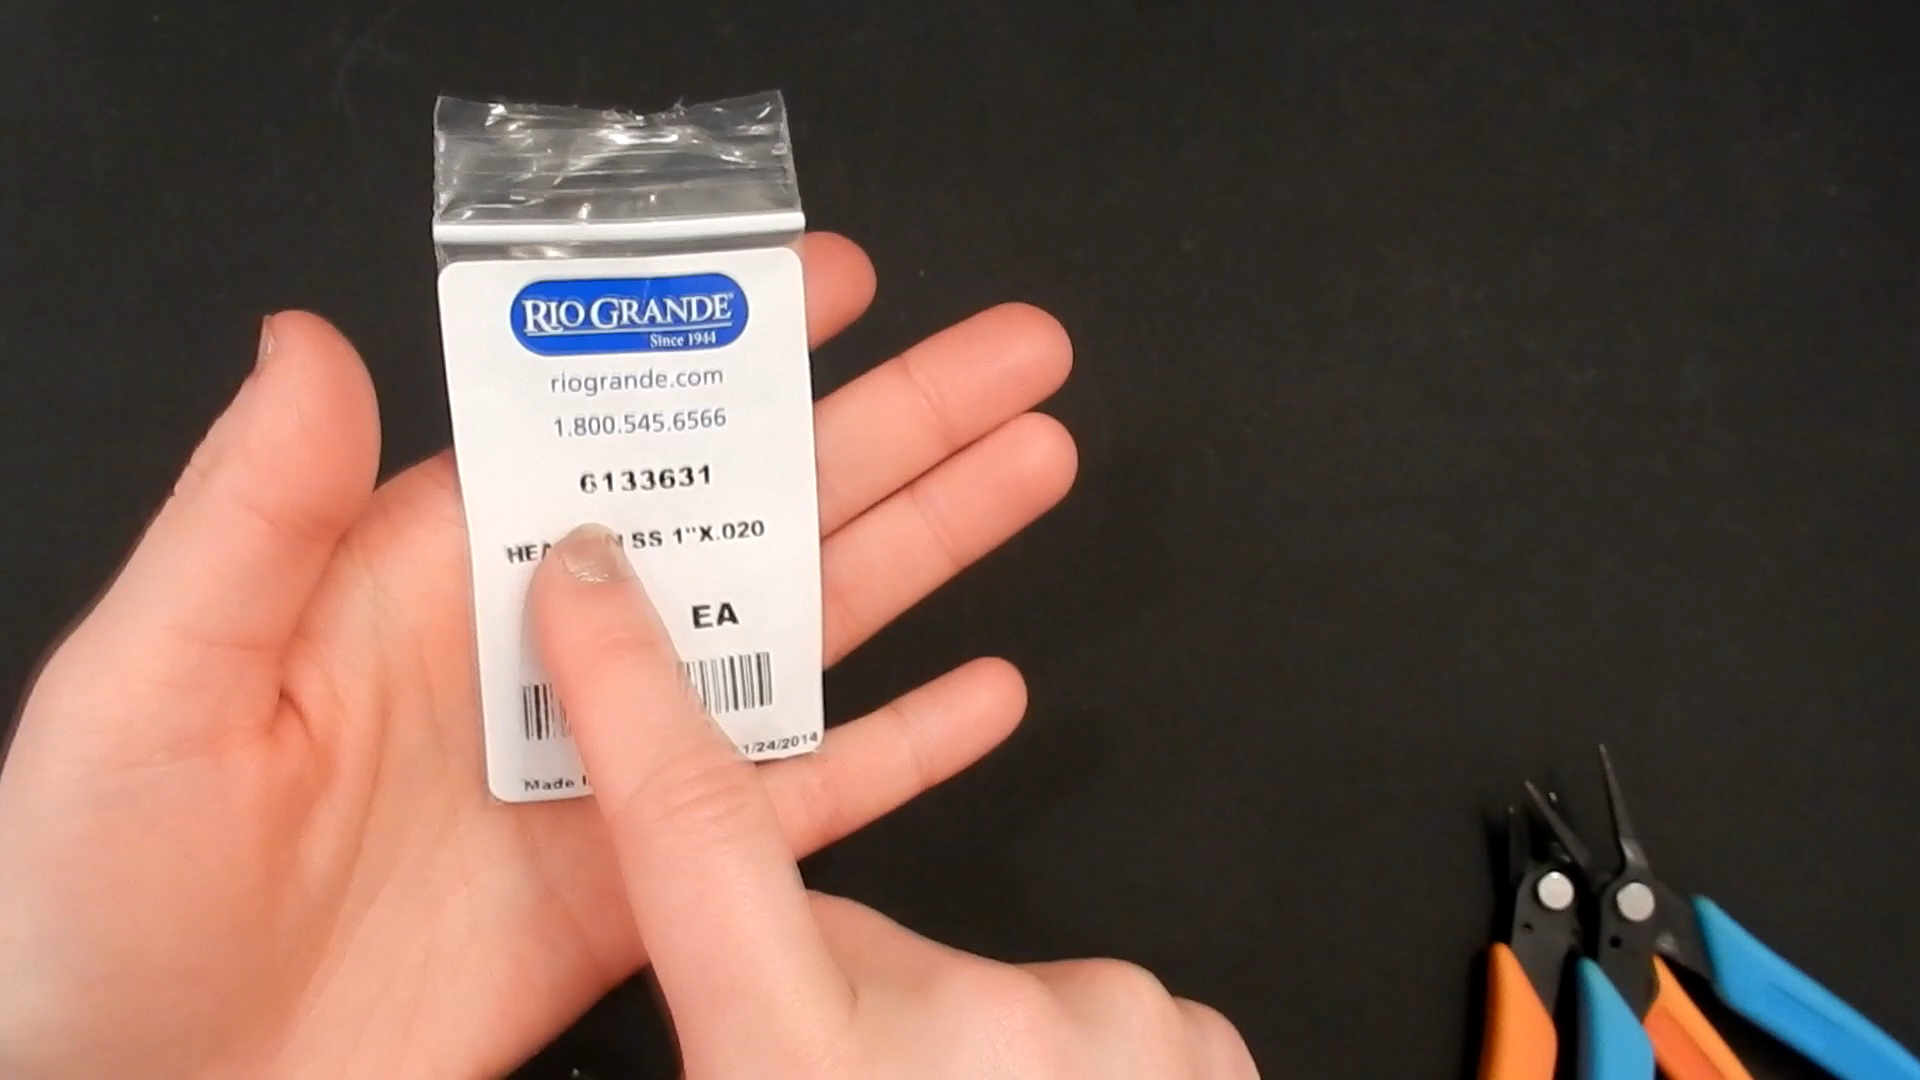 RIO GRANDE
Since 1944
riogrande.com
1.800.545.6566
6133631
SS 1"X.020
EA
1/24/2014
Made